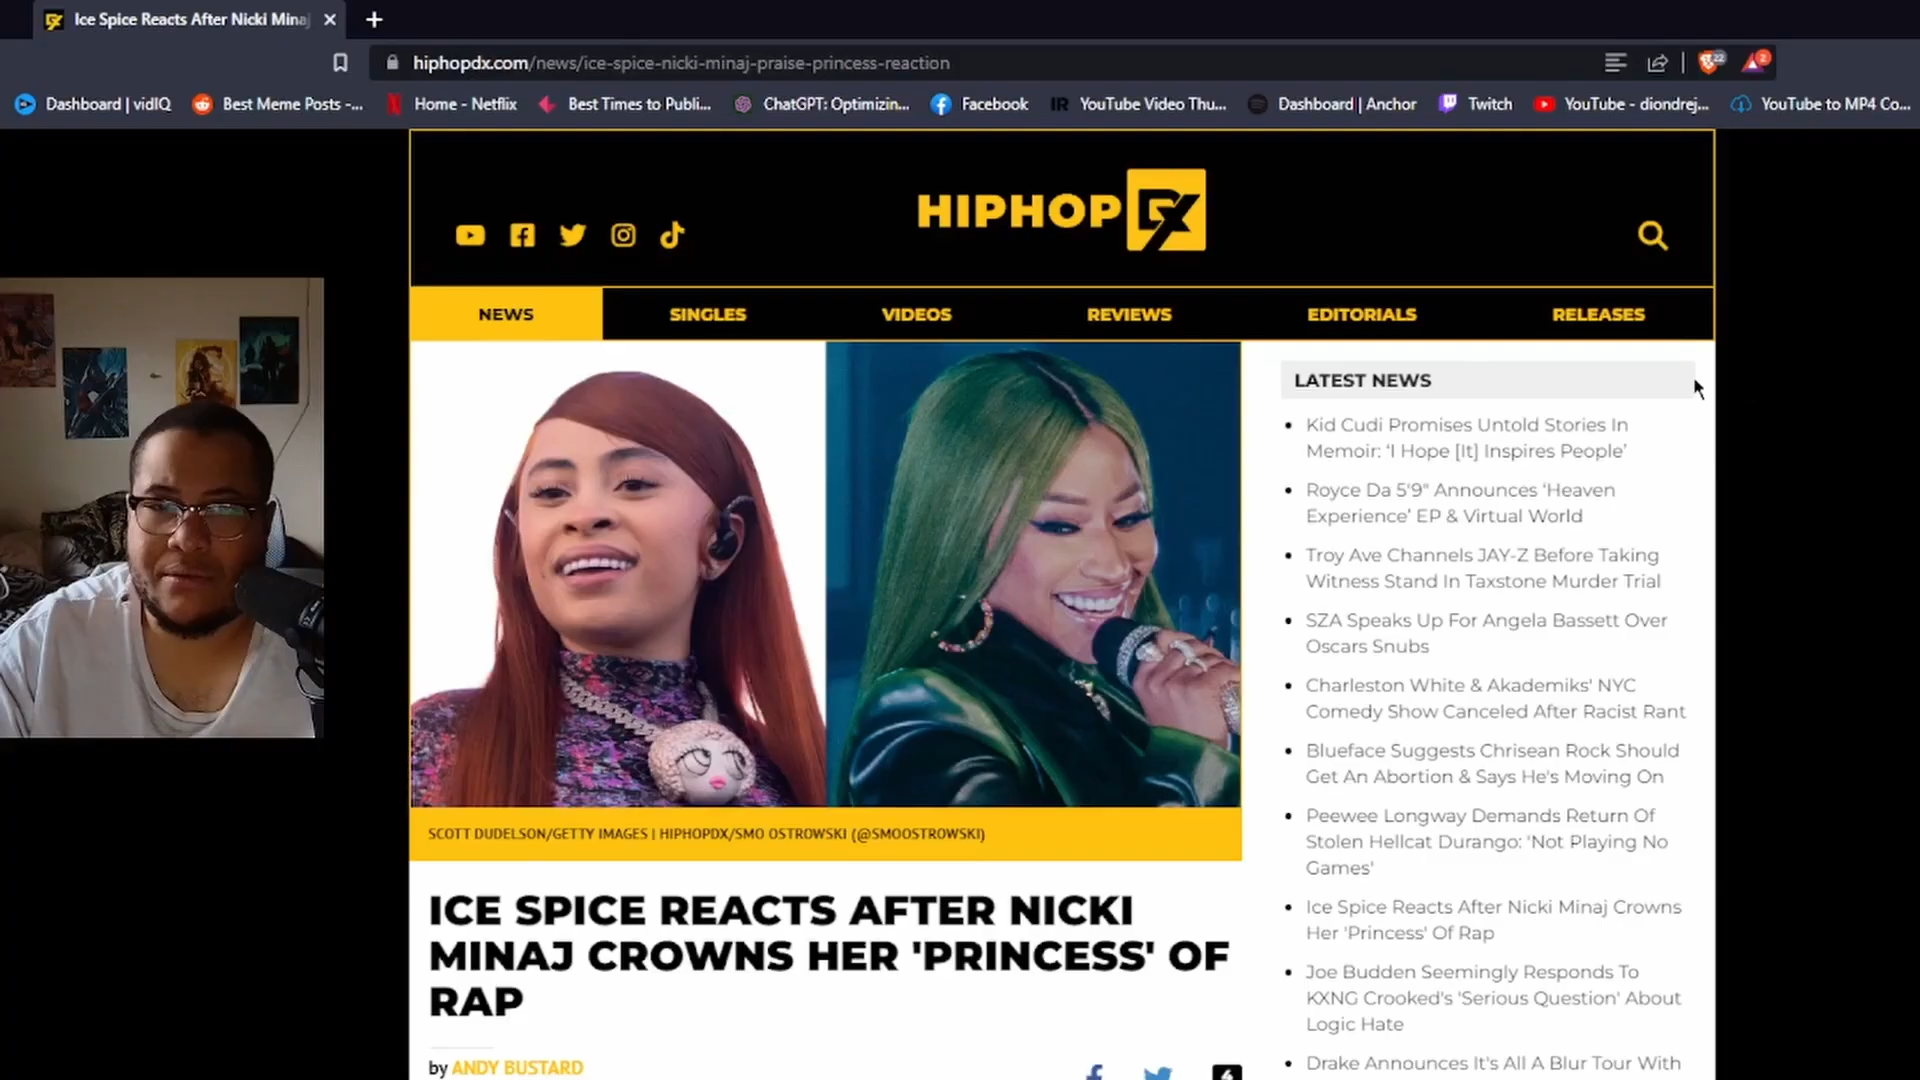 Ice Spice Reacts After Nicki Mina
hiphopdx.com/news/ice-spice-nicki-minaj-praise-princess-reaction
22
2
Dashboard | vidIQ
Best Meme Posts -...
Home - Netflix
Best Times to Publi...
ChatGPT: Optimizin...
Facebook
IR
YouTube Video Thu...
Dashboard | Anchor
Twitch
YouTube - diondrej...
YouTube to MP4 Co...
HIPHOP DX
NEWS
SINGLES
VIDEOS
REVIEWS
EDITORIALS
RELEASES
SCOTT DUDELSON/GETTY IMAGES | HIPHOPDX/SMO OSTROWSKI (@SMOOSTROWSKI)
ICE SPICE REACTS AFTER NICKI
MINAJ CROWNS HER 'PRINCESS' OF
RAP
by ANDY BUSTARD
4
LATEST NEWS
Kid Cudi Promises Untold Stories In
Memoir: ‘I Hope [It] Inspires People’
Royce Da 5'9" Announces ‘Heaven
Experience’ EP & Virtual World
Troy Ave Channels JAY-Z Before Taking
Witness Stand In Taxstone Murder Trial
SZA Speaks Up For Angela Bassett Over
Oscars Snubs
Charleston White & Akademiks' NYC
Comedy Show Canceled After Racist Rant
Blueface Suggests Chrisean Rock Should
Get An Abortion & Says He's Moving On
Peewee Longway Demands Return Of
Stolen Hellcat Durango: 'Not Playing No
Games'
Ice Spice Reacts After Nicki Minaj Crowns
Her 'Princess' Of Rap
Joe Budden Seemingly Responds To
KXNG Crooked's 'Serious Question' About
Logic Hate
Drake Announces It's All A Blur Tour With